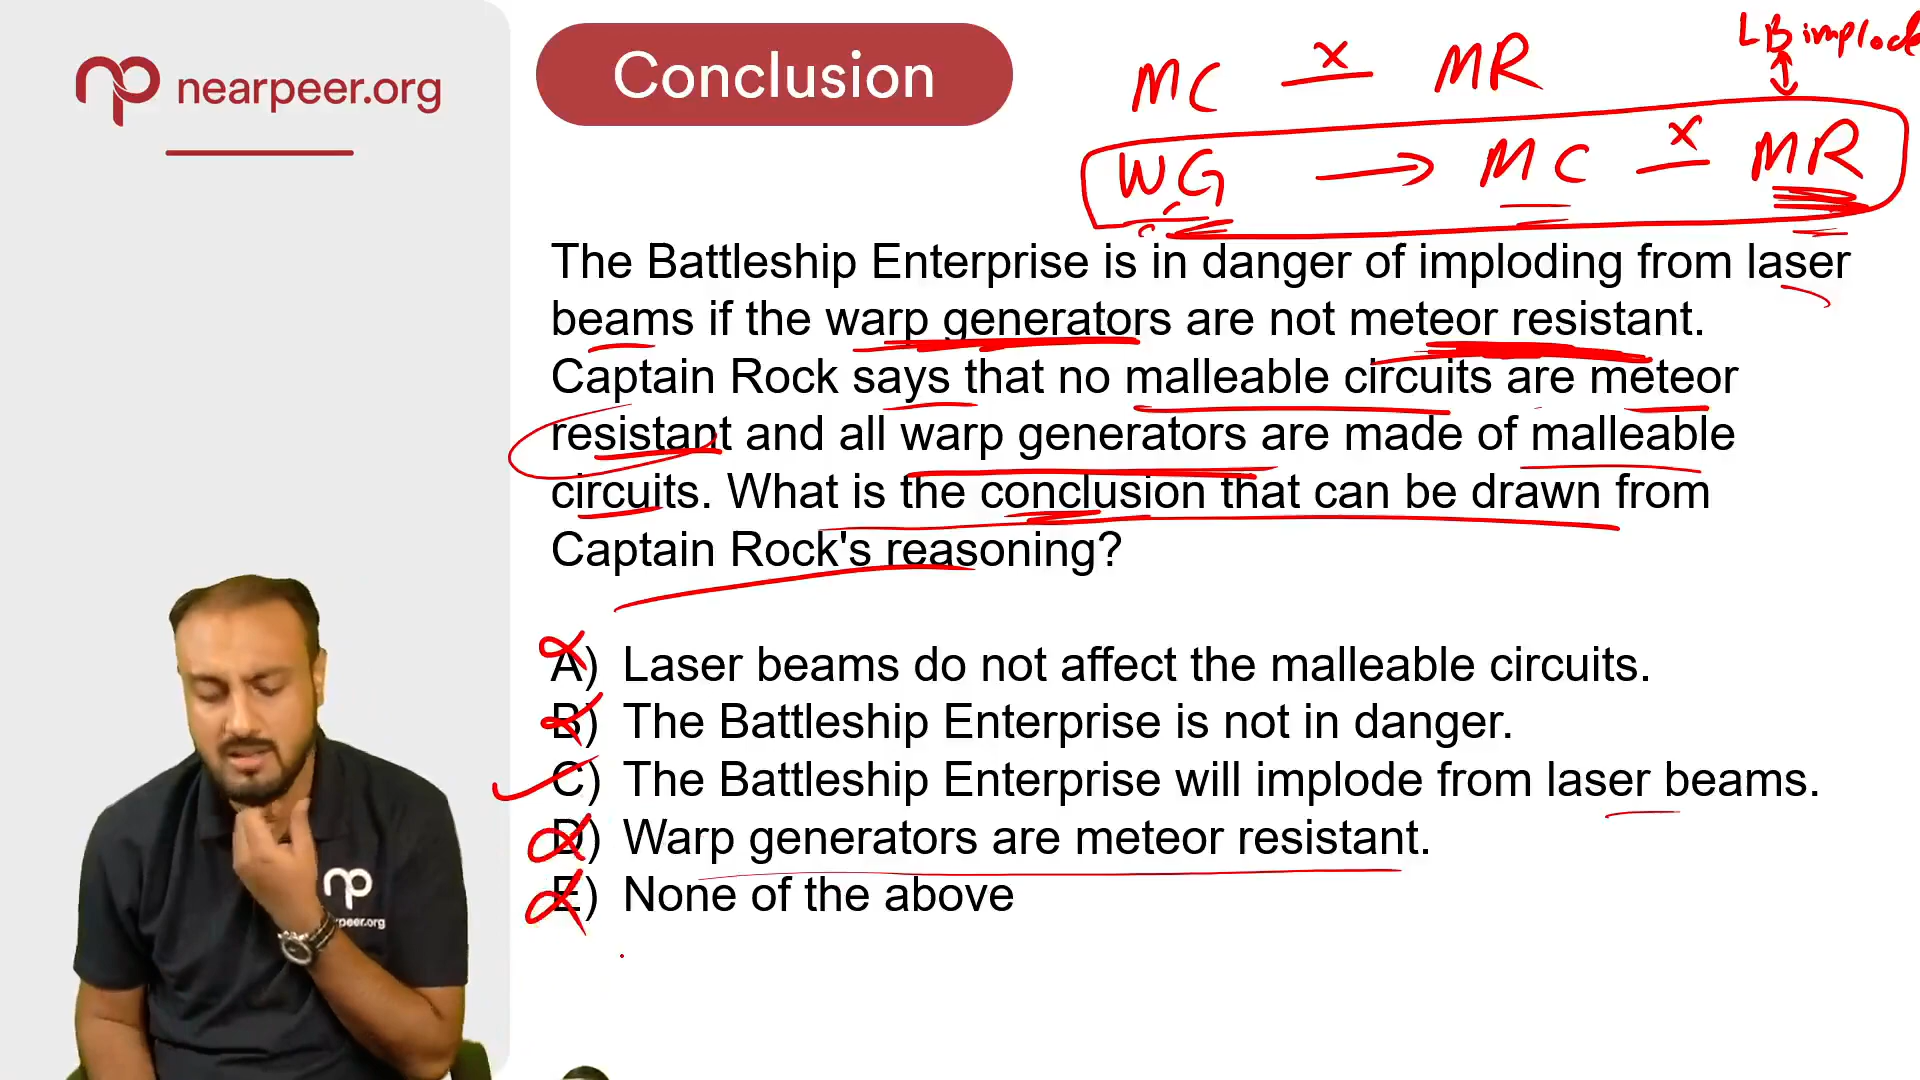 nearpeer.org
Conclusion
MC x MR
LB implode
WG → MC x MR
The Battleship Enterprise is in danger of imploding from laser
beams if the warp generators are not meteor resistant.
Captain Rock says that no malleable circuits are meteor
resistant and all warp generators are made of malleable
circuits. What is the conclusion that can be drawn from
Captain Rock's reasoning?
A) Laser beams do not affect the malleable circuits.
B) The Battleship Enterprise is not in danger.
C) The Battleship Enterprise will implode from laser beams.
D) Warp generators are meteor resistant.
E) None of the above
peer.org